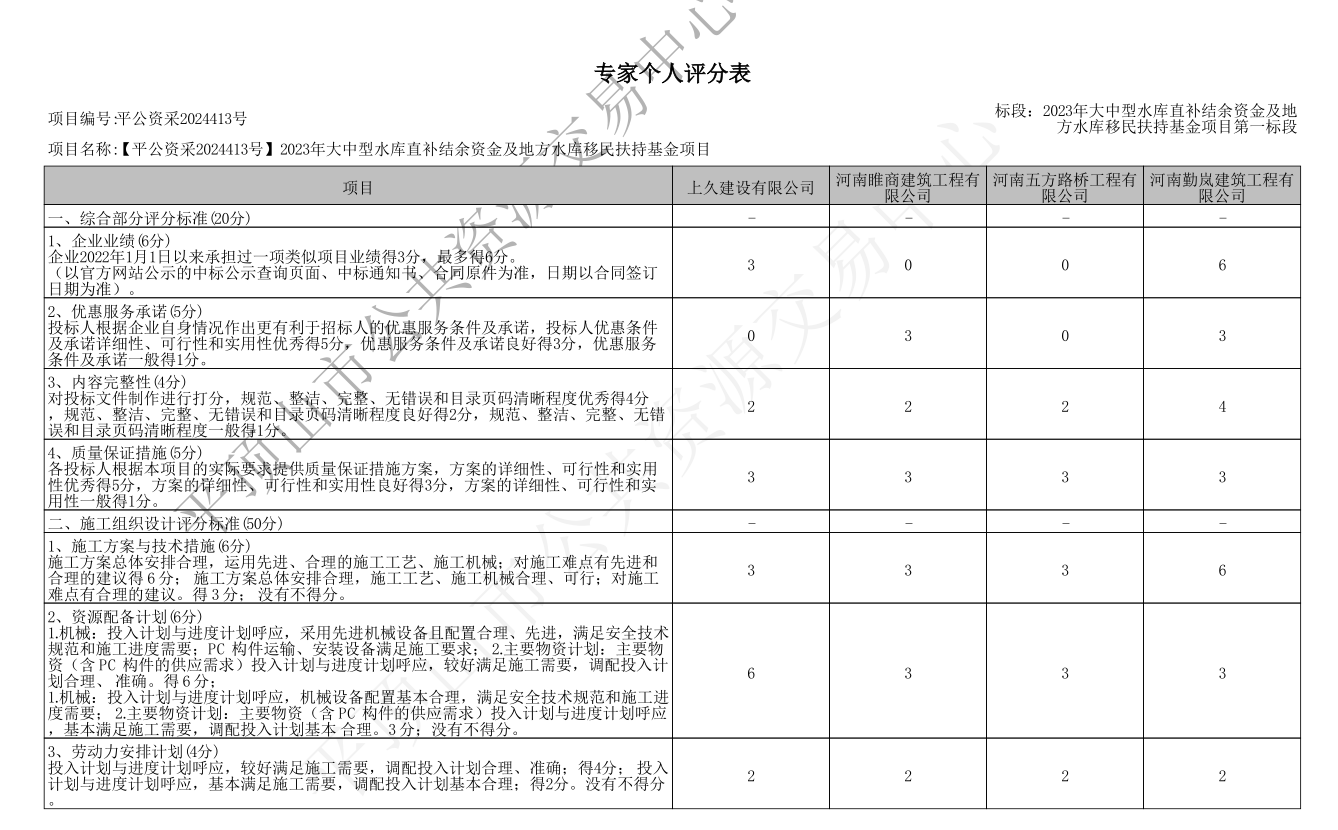 专家个人评分表
项目编号:平公资采2024413号
标段：2023年大中型水库直补结余资金及地
方水库移民扶持基金项目第一标段
项目名称:【平公资采2024413号】2023年大中型水库直补结余资金及地方水库移民扶持基金项目
项目
上久建设有限公司
河南睢商建筑工程有
限公司
河南五方路桥工程有
限公司
河南勤岚建筑工程有
限公司
一、综合部分评分标准(20分)
— — — —
1、企业业绩(6分)
企业2022年1月1日以来承担过一项类似项目业绩得3分，最多得6分。
（以官方网站公示的中标公示查询页面、中标通知书、合同原件为准，日期以合同签订
日期为准）。
3 0 0 6
2、优惠服务承诺(5分)
投标人根据企业自身情况作出更有利于招标人的优惠服务条件及承诺，投标人优惠条件
及承诺详细性、可行性和实用性优秀得5分，优惠服务条件及承诺良好得3分，优惠服务
条件及承诺一般得1分。
0 3 0 3
3、内容完整性(4分)
对投标文件制作进行打分，规范、整洁、完整、无错误和目录页码清晰程度优秀得4分
，规范、整洁、完整、无错误和目录页码清晰程度良好得2分，规范、整洁、完整、无错
误和目录页码清晰程度一般得1分。
2 2 2 4
4、质量保证措施(5分)
各投标人根据本项目的实际要求提供质量保证措施方案，方案的详细性、可行性和实用
性优秀得5分，方案的详细性、可行性和实用性良好得3分，方案的详细性、可行性和实
用性一般得1分。
3 3 3 3
二、施工组织设计评分标准(50分)
— — — —
1、施工方案与技术措施(6分)
施工方案总体安排合理，运用先进、合理的施工工艺、施工机械；对施工难点有先进和
合理的建议得 6 分； 施工方案总体安排合理，施工工艺、施工机械合理、可行；对施工
难点有合理的建议。得 3 分； 没有不得分。
3 3 3 6
2、资源配备计划(6分)
1.机械：投入计划与进度计划呼应，采用先进机械设备且配置合理、先进，满足安全技术
规范和施工进度需要；PC 构件运输、安装设备满足施工要求； 2.主要物资计划：主要物
资（含 PC 构件的供应需求）投入计划与进度计划呼应，较好满足施工需要，调配投入计
划合理、 准确。得 6 分；
1.机械：投入计划与进度计划呼应，机械设备配置基本合理，满足安全技术规范和施工进
度需要； 2.主要物资计划：主要物资（含 PC 构件的供应需求）投入计划与进度计划呼应
，基本满足施工需要，调配投入计划基本 合理。3 分；没有不得分。
6 3 3 3
3、劳动力安排计划(4分)
投入计划与进度计划呼应，较好满足施工需要，调配投入计划合理、准确；得4分； 投入
计划与进度计划呼应，基本满足施工需要，调配投入计划基本合理；得2分。没有不得分
。
2 2 2 2
平顶山市公共资源交易中心
平顶山市公共资源交易中心